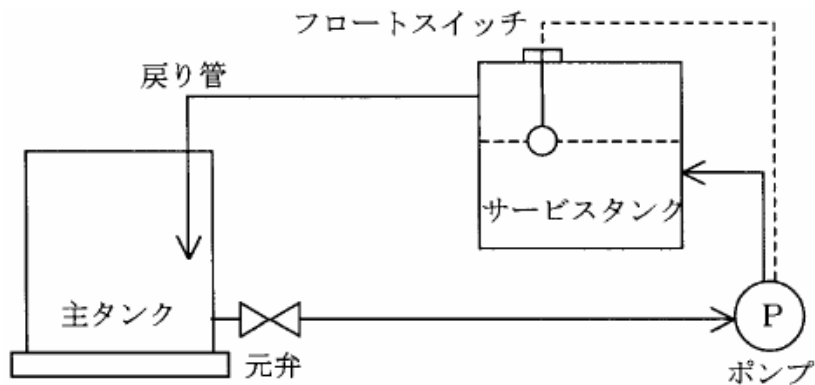 フロートスイッチ
戻り管
サービスタンク
主タンク
元弁
P
ポンプ